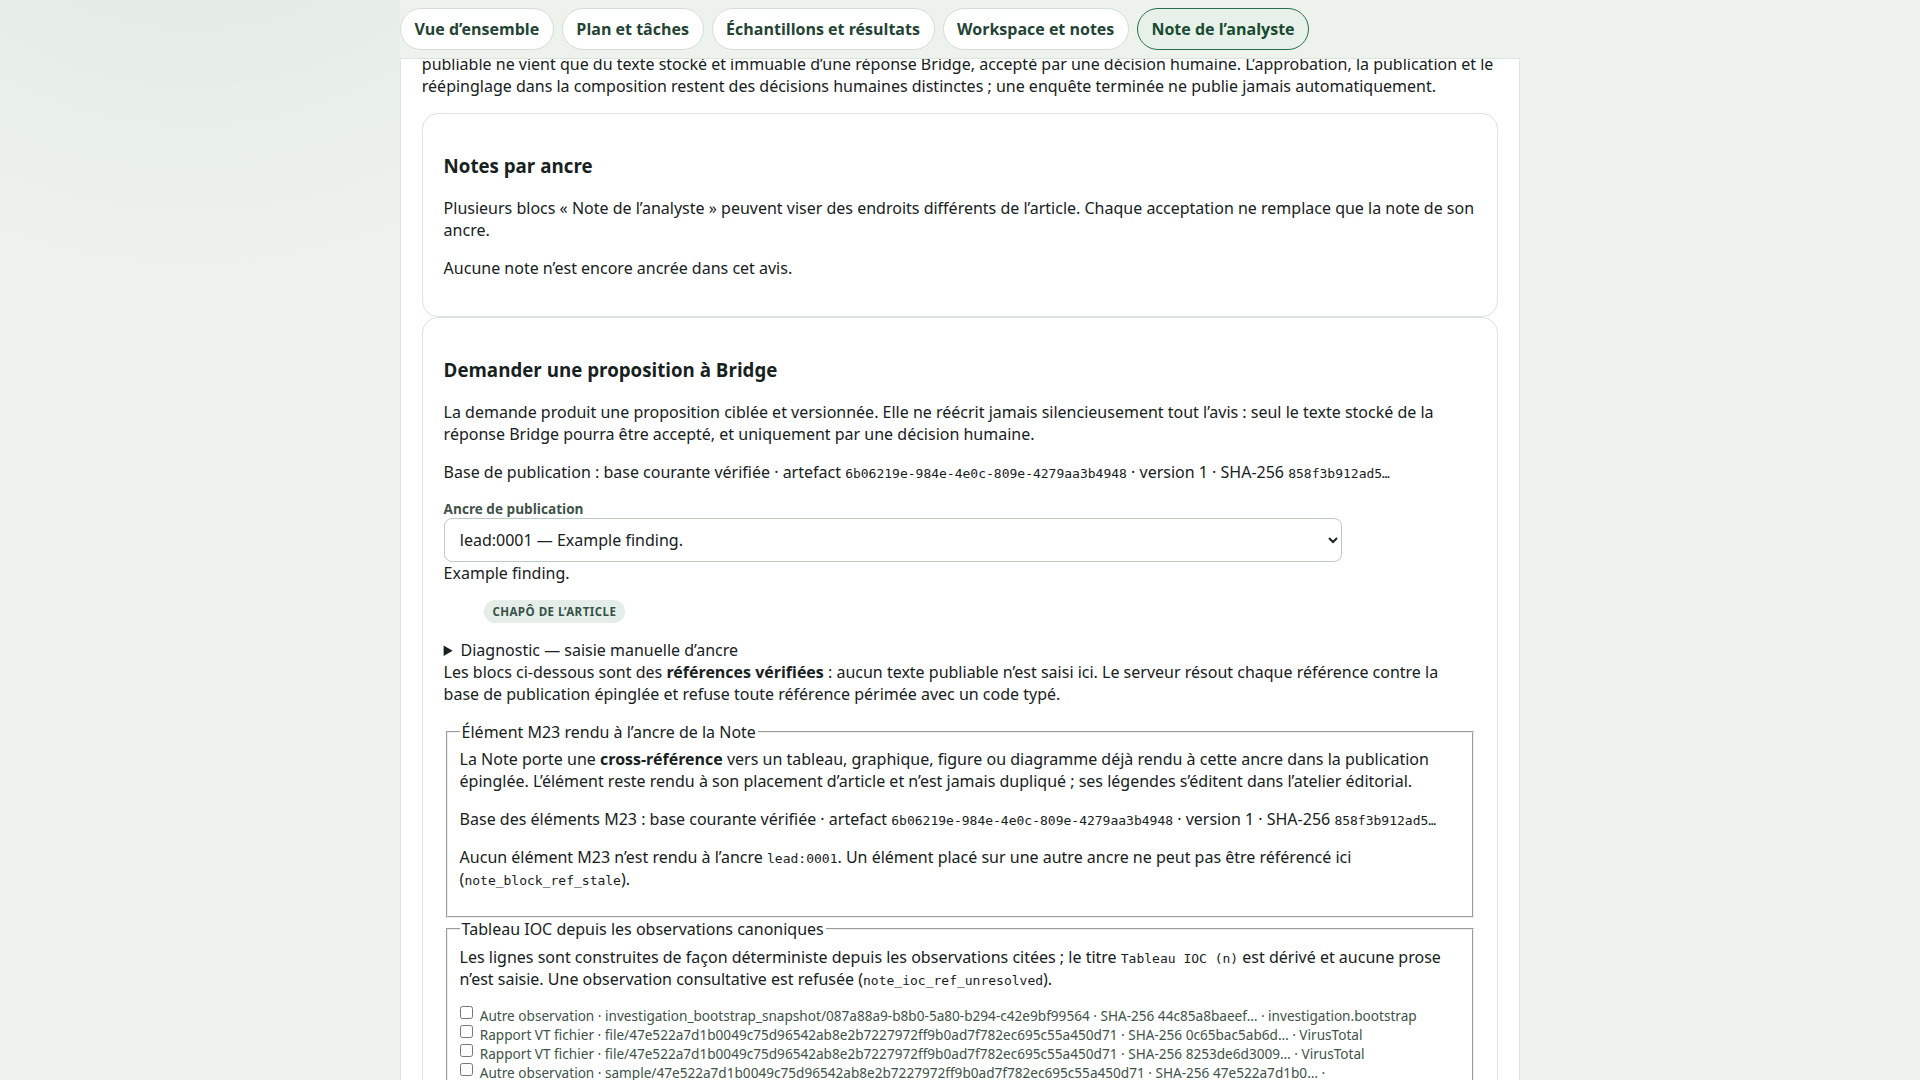 Vue d’ensemble
Plan et tâches
Échantillons et résultats
Workspace et notes
Note de l’analyste
publiable ne vient que du texte stocké et immuable d’une réponse Bridge, accepté par une décision humaine. L’approbation, la publication et le
réépinglage dans la composition restent des décisions humaines distinctes ; une enquête terminée ne publie jamais automatiquement.
Notes par ancre
Plusieurs blocs « Note de l’analyste » peuvent viser des endroits différents de l’article. Chaque acceptation ne remplace que la note de son
ancre.
Aucune note n’est encore ancrée dans cet avis.
Demander une proposition à Bridge
La demande produit une proposition ciblée et versionnée. Elle ne réécrit jamais silencieusement tout l’avis : seul le texte stocké de la
réponse Bridge pourra être accepté, et uniquement par une décision humaine.
Base de publication : base courante vérifiée · artefact 6b06219e-984e-4e0c-809e-4279aa3b4948 · version 1 · SHA-256 858f3b912ad5…
Ancre de publication
lead:0001 — Example finding.
Example finding.
CHAPÔ DE L’ARTICLE
▶ Diagnostic — saisie manuelle d’ancre
Les blocs ci-dessous sont des références vérifiées : aucun texte publiable n’est saisi ici. Le serveur résout chaque référence contre la
base de publication épinglée et refuse toute référence périmée avec un code typé.
Élément M23 rendu à l’ancre de la Note
La Note porte une cross-référence vers un tableau, graphique, figure ou diagramme déjà rendu à cette ancre dans la publication
épinglée. L’élément reste rendu à son placement d’article et n’est jamais dupliqué ; ses légendes s’éditent dans l’atelier éditorial.
Base des éléments M23 : base courante vérifiée · artefact 6b06219e-984e-4e0c-809e-4279aa3b4948 · version 1 · SHA-256 858f3b912ad5…
Aucun élément M23 n’est rendu à l’ancre lead:0001. Un élément placé sur une autre ancre ne peut pas être référencé ici
(note_block_ref_stale).
Tableau IOC depuis les observations canoniques
Les lignes sont construites de façon déterministe depuis les observations citées ; le titre Tableau IOC (n) est dérivé et aucune prose
n’est saisie. Une observation consultative est refusée (note_ioc_ref_unresolved).
Autre observation · investigation_bootstrap_snapshot/087a88a9-b8b0-5a80-b294-c42e9bf99564 · SHA-256 44c85a8baeef… · investigation.bootstrap
Rapport VT fichier · file/47e522a7d1b0049c75d96542ab8e2b7227972ff9b0ad7f782ec695c55a450d71 · SHA-256 0c65bac5ab6d… · VirusTotal
Rapport VT fichier · file/47e522a7d1b0049c75d96542ab8e2b7227972ff9b0ad7f782ec695c55a450d71 · SHA-256 8253de6d3009… · VirusTotal
Autre observation · sample/47e522a7d1b0049c75d96542ab8e2b7227972ff9b0ad7f782ec695c55a450d71 · SHA-256 47e522a7d1b0… ·